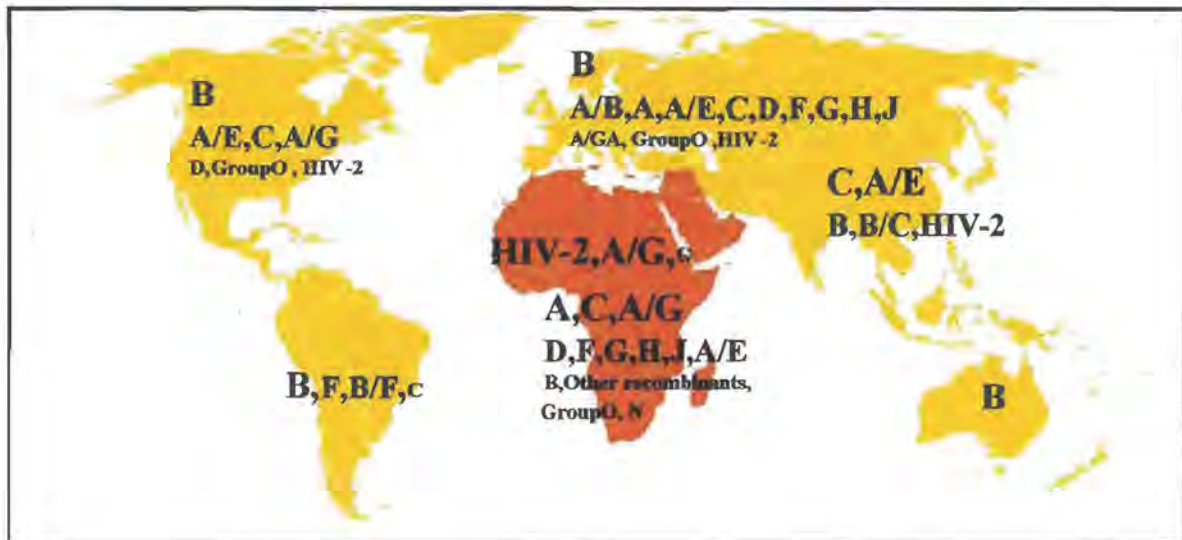 B
A/E,C,A/G
D,GroupO , HIV -2
B
A/B,A,A/E,C,D,F,G,H,J
A/GA, GroupO ,HIV-2
C,A/E
B,B/C,HIV-2
HIV-2,A/G,G
A,C,A/G
D,F,G,H,J,A/E
B,Other recombinants,
GroupO, N
B,F,B/F,c
B